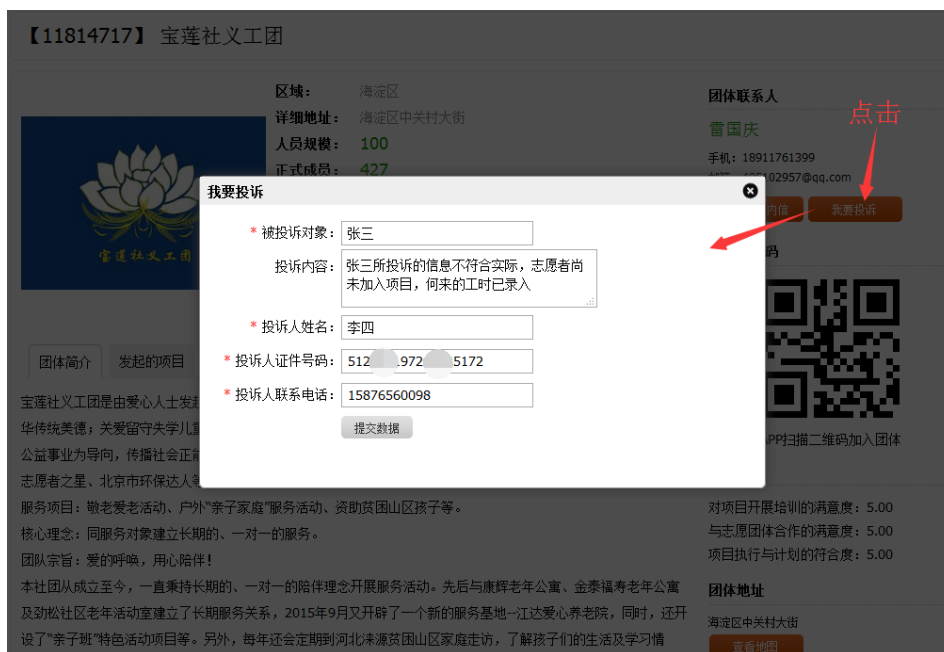 【11814717】 宝莲社义工团
区域： 海淀区
详细地址： 海淀区中关村大街
人员规模： 100
正式成员： 427
宝莲社义工团
团体联系人
点击
雷国庆
手机：18911761399
02957@qq.com
内信
我要投诉
码
我要投诉
* 被投诉对象： 张三
投诉内容： 张三所投诉的信息不符合实际，志愿者尚
未加入项目，何来的工时已录入
* 投诉人姓名： 李四
* 投诉人证件号码： 512 972 5172
* 投诉人联系电话： 15876560098
提交数据
PP扫描二维码加入团体
团体简介 发起的项目
宝莲社义工团是由爱心人士发起
华传统美德；关爱留守失学儿童
公益事业为导向，传播社会正能
志愿者之星、北京市环保达人等
服务项目：敬老爱老活动、户外"亲子家庭"服务活动、资助贫困山区孩子等。
核心理念：同服务对象建立长期的、一对一的服务。
团队宗旨：爱的呼唤，用心陪伴！
本社团从成立至今，一直秉持长期的、一对一的陪伴理念开展服务活动。先后与康辉老年公寓、金泰福寿老年公寓
及劲松社区老年活动室建立了长期服务关系，2015年9月又开辟了一个新的服务基地--江达爱心养老院，同时，还开
设了"亲子班"特色活动项目等。另外，每年还会定期到河北涞源贫困山区家庭走访，了解孩子们的生活及学习情
对项目开展培训的满意度：5.00
与志愿团体合作的满意度：5.00
项目执行与计划的符合度：5.00
团体地址
海淀区中关村大街
查看地图